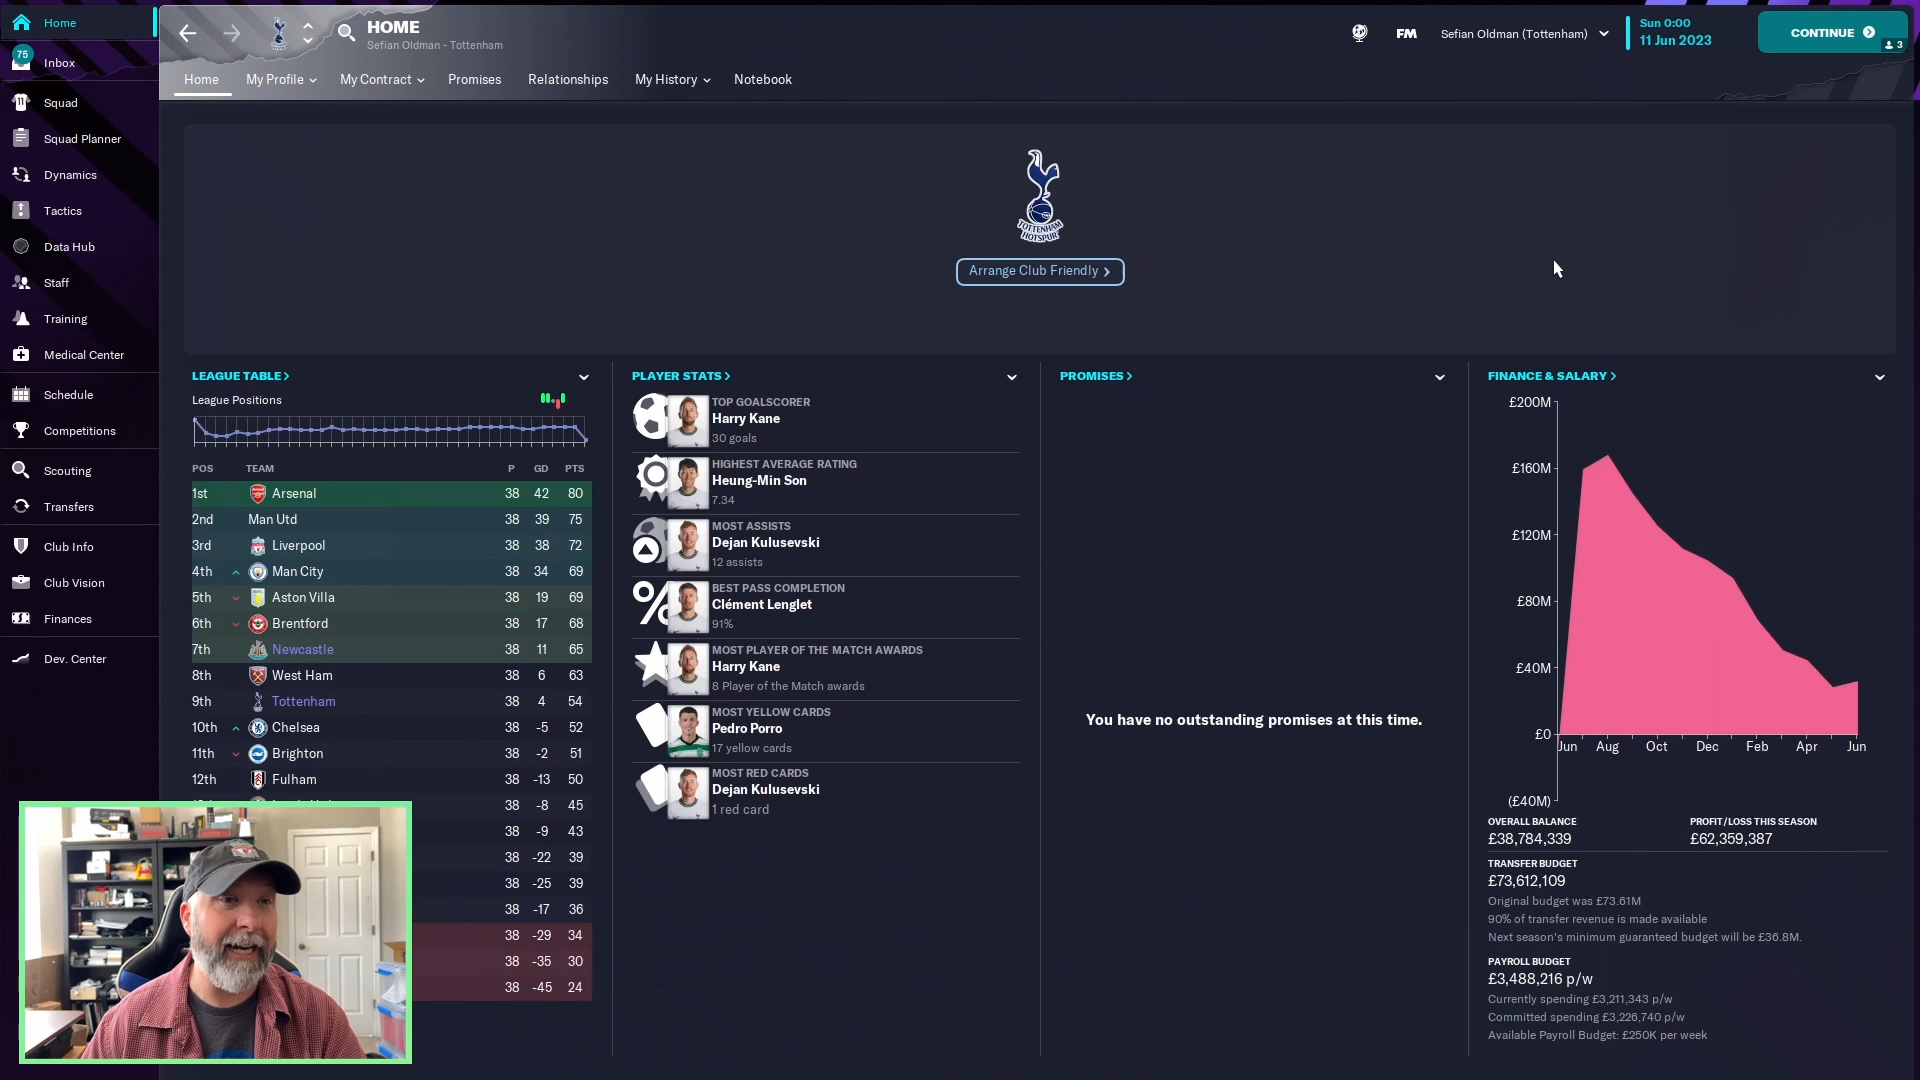 Home
75
Inbox
Squad
Squad Planner
Dynamics
Tactics
Data Hub
Staff
Training
Medical Center
Schedule
Competitions
Scouting
Transfers
Club Info
Club Vision
Finances
Dev. Center
HOME
Sefian Oldman - Tottenham
FM
Sefian Oldman (Tottenham)
Sun 0:00
11 Jun 2023
CONTINUE
3
Home
My Profile
My Contract
Promises
Relationships
My History
Notebook
TOTTENHAM
HOTSPUR
Arrange Club Friendly
LEAGUE TABLE
League Positions
POS TEAM P GD PTS
1st Arsenal 38 42 80
2nd Man Utd 38 39 75
3rd Liverpool 38 38 72
4th Man City 38 34 69
5th Aston Villa 38 19 69
6th Brentford 38 17 68
7th Newcastle 38 11 65
8th West Ham 38 6 63
9th Tottenham 38 4 54
10th Chelsea 38 -5 52
11th Brighton 38 -2 51
12th Fulham 38 -13 50
38 -8 45
38 -9 43
38 -22 39
38 -25 39
38 -17 36
38 -29 34
38 -35 30
38 -45 24
PLAYER STATS
TOP GOALSCORER
Harry Kane
30 goals
HIGHEST AVERAGE RATING
Heung-Min Son
7.34
MOST ASSISTS
Dejan Kulusevski
12 assists
BEST PASS COMPLETION
Clément Lenglet
91%
MOST PLAYER OF THE MATCH AWARDS
Harry Kane
8 Player of the Match awards
MOST YELLOW CARDS
Pedro Porro
17 yellow cards
MOST RED CARDS
Dejan Kulusevski
1 red card
PROMISES
You have no outstanding promises at this time.
FINANCE & SALARY
£200M
£160M
£120M
£80M
£40M
£0
(£40M)
Jun Aug Oct Dec Feb Apr Jun
OVERALL BALANCE
£38,784,339
PROFIT/LOSS THIS SEASON
£62,359,387
TRANSFER BUDGET
£73,612,109
Original budget was £73.61M
90% of transfer revenue is made available
Next season's minimum guaranteed budget will be £36.8M.
PAYROLL BUDGET
£3,488,216 p/w
Currently spending £3,211,343 p/w
Committed spending £3,226,740 p/w
Available Payroll Budget: £250K per week